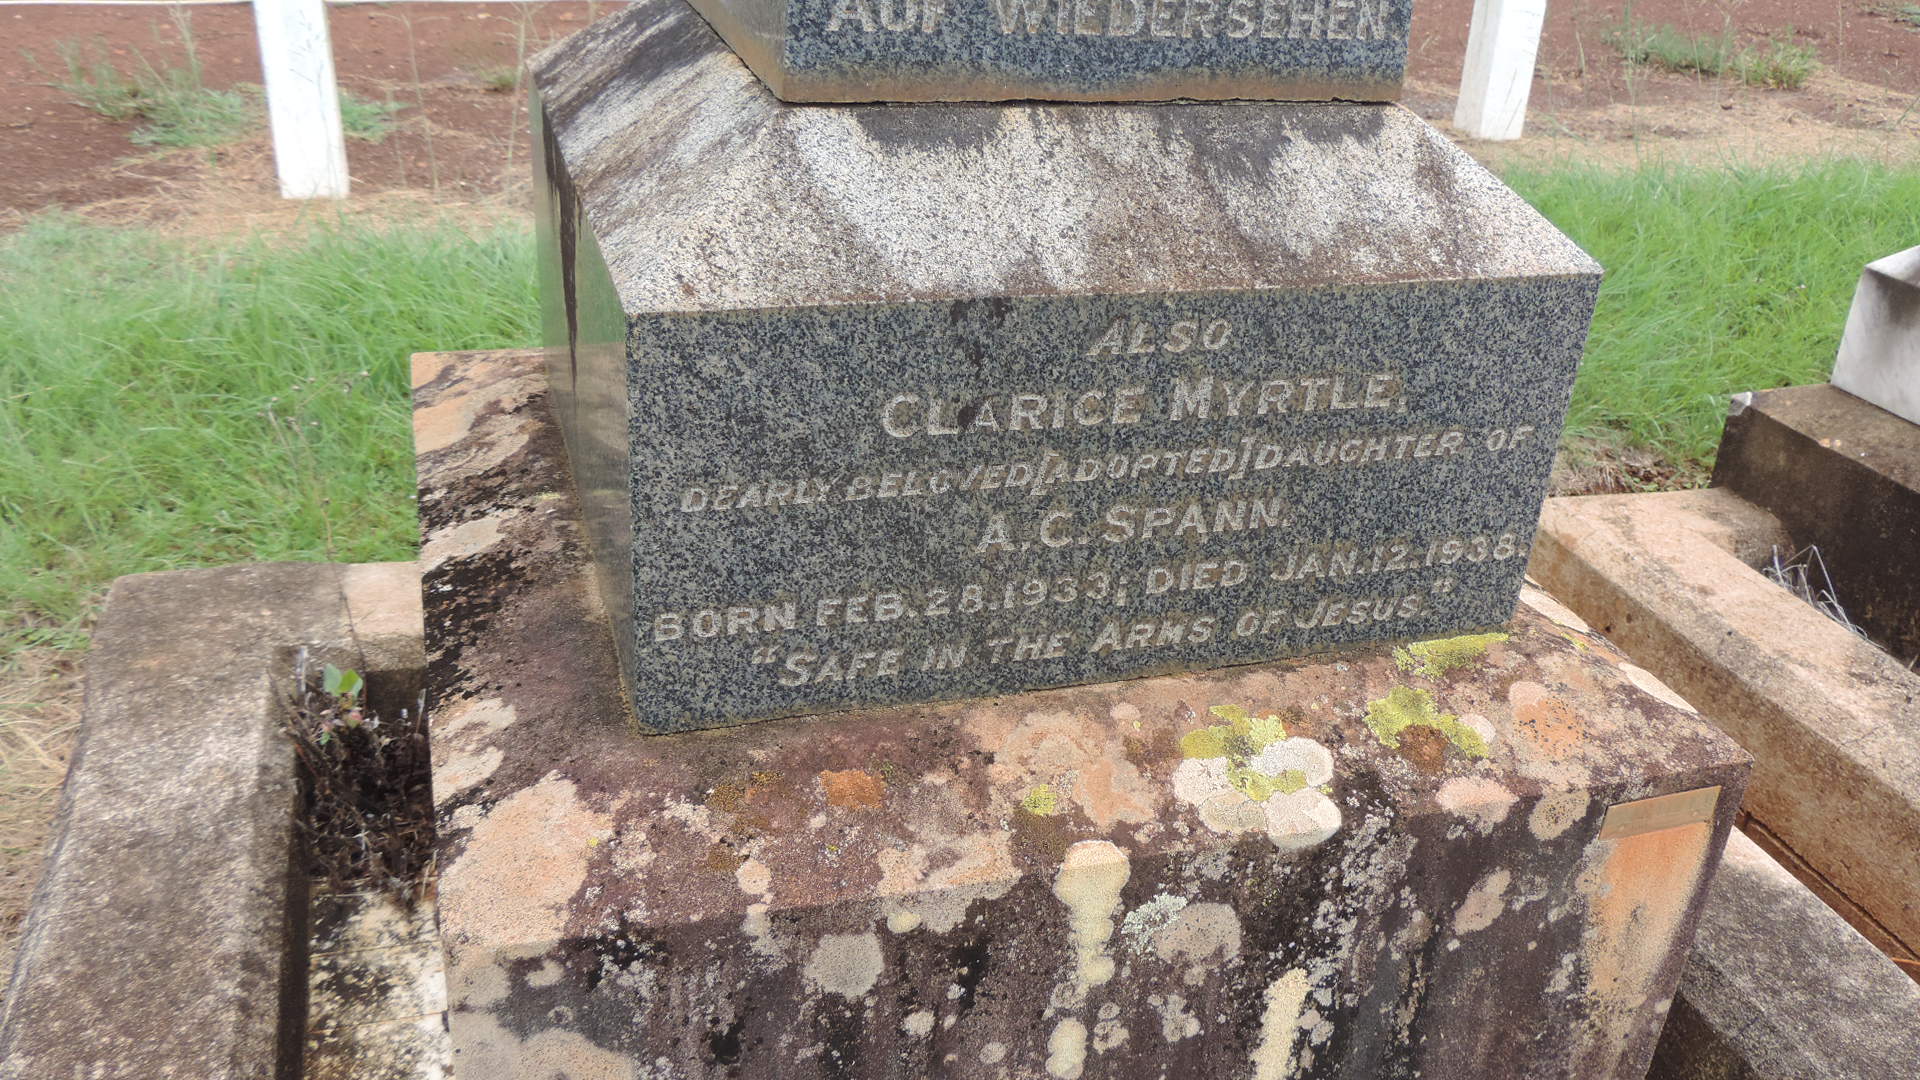 AUF WIEDERSEHEN.
ALSO
CLARICE MYRTLE,
DEARLY BELOVED [ADOPTED] DAUGHTER OF
A. C. SPANN.
BORN FEB. 28. 1933; DIED JAN. 12. 1938.
"SAFE IN THE ARMS OF JESUS."